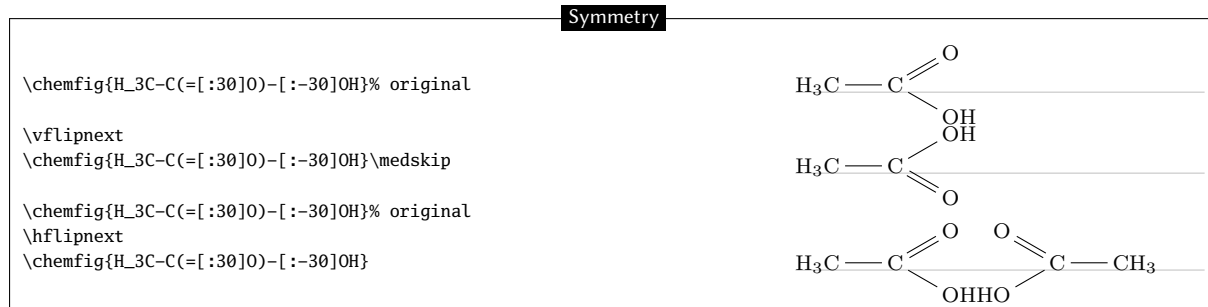 Symmetry
\chemfig{H_3C-C(=[:30]O)-[:-30]OH}% original
\vflipnext
\chemfig{H_3C-C(=[:30]O)-[:-30]OH}\medskip
\chemfig{H_3C-C(=[:30]O)-[:-30]OH}% original
\hflipnext
\chemfig{H_3C-C(=[:30]O)-[:-30]OH}
O
H₃C C
OH
OH
H₃C C
O
O O
H₃C C C CH₃
OHHO